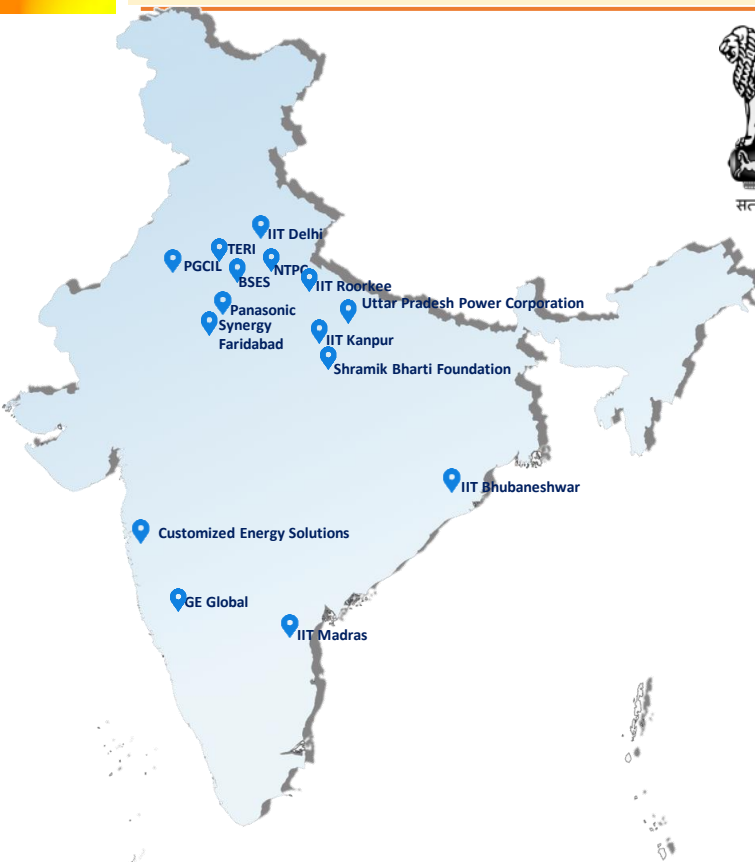 सत
IIT Delhi
TERI
PGCIL
NTPC
BSES
IIT Roorkee
Panasonic
Uttar Pradesh Power Corporation
Synergy
Faridabad
IIT Kanpur
Shramik Bharti Foundation
IIT Bhubaneshwar
Customized Energy Solutions
GE Global
IIT Madras